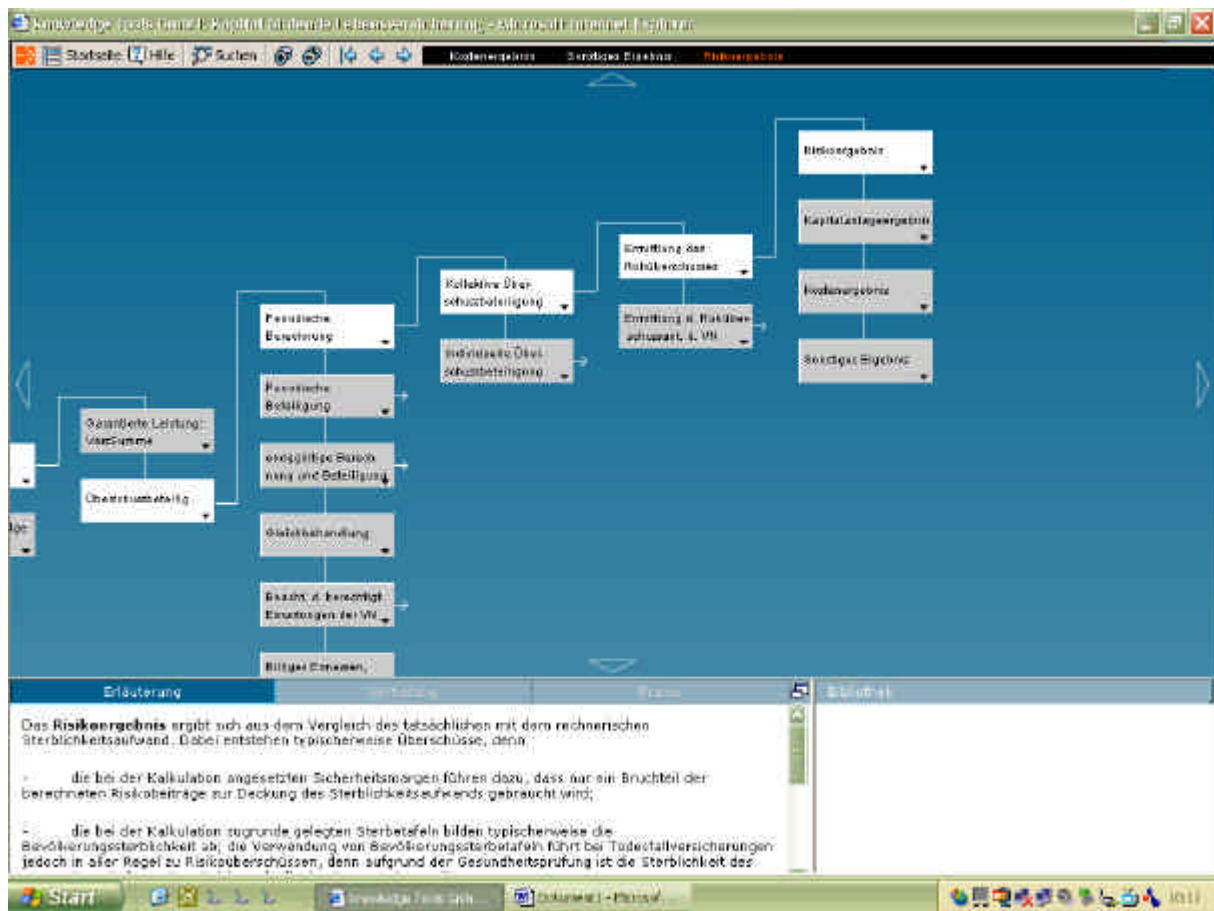 Knowledge Tools GmbH: Kapital bildende Lebensversicherung - Microsoft Internet Explorer
Startseite Hilfe Suchen Kostenergebnis Sonstiges Ergebnis Risikoergebnis
Risikoergebnis
Kapitalanlageergebnis
Kostenergebnis
Sonstiges Ergebnis
Ermittlung des
Rohüberschusses
Ermittlung d. Rohüber-
schussant. s. VN
Kollektive Über-
schussbeteiligung
Individuelle Über-
schussbeteiligung
Periodische
Berechnung
Periodische
Beteiligung
endgültige Berech-
nung und Beteiligung
Gleichbehandlung
Beacht. d. berechtigt.
Erwartungen der VN
Billiges Ermessen,
Garantierte Leistung:
VersSumme
Überschussbeteilig.
Erläuterung
Bibliothek
Das Risikoergebnis ergibt sich aus dem Vergleich des tatsächlichen mit dem rechnerischen
Sterblichkeitsaufwand. Dabei entstehen typischerweise Überschüsse, denn
- die bei der Kalkulation angesetzten Sicherheitsmargen führen dazu, dass nur ein Bruchteil der
berechneten Risikobeiträge zur Deckung des Sterblichkeitsaufwands gebraucht wird;
- die bei der Kalkulation zugrunde gelegten Sterbetafeln bilden typischerweise die
Bevölkerungssterblichkeit ab; die Verwendung von Bevölkerungssterbetafeln führt bei Todesfallversicherungen
jedoch in aller Regel zu Risikoüberschüssen, denn aufgrund der Gesundheitsprüfung ist die Sterblichkeit des
Start Knowledge Tools Gmb... Dokument1 - Microsof...